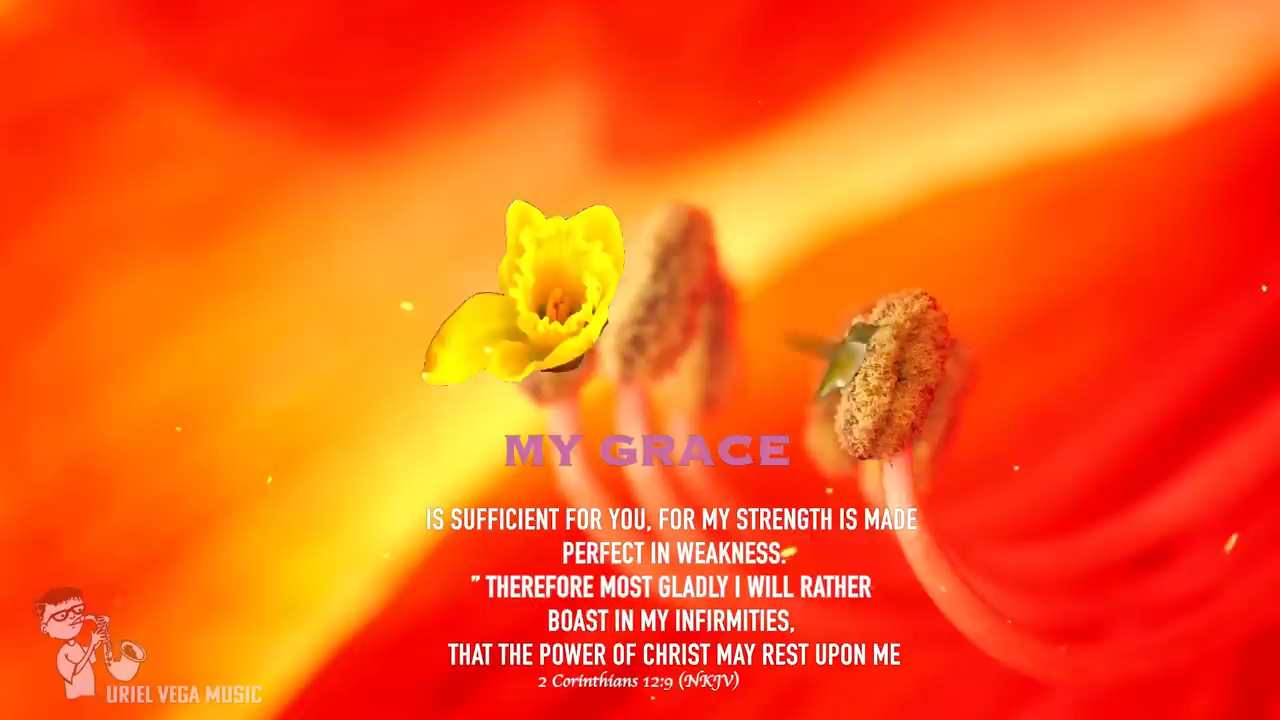 MY GRACE
IS SUFFICIENT FOR YOU, FOR MY STRENGTH IS MADE
PERFECT IN WEAKNESS.
” THEREFORE MOST GLADLY I WILL RATHER
BOAST IN MY INFIRMITIES,
THAT THE POWER OF CHRIST MAY REST UPON ME
2 Corinthians 12:9 (NKJV)
URIEL VEGA MUSIC